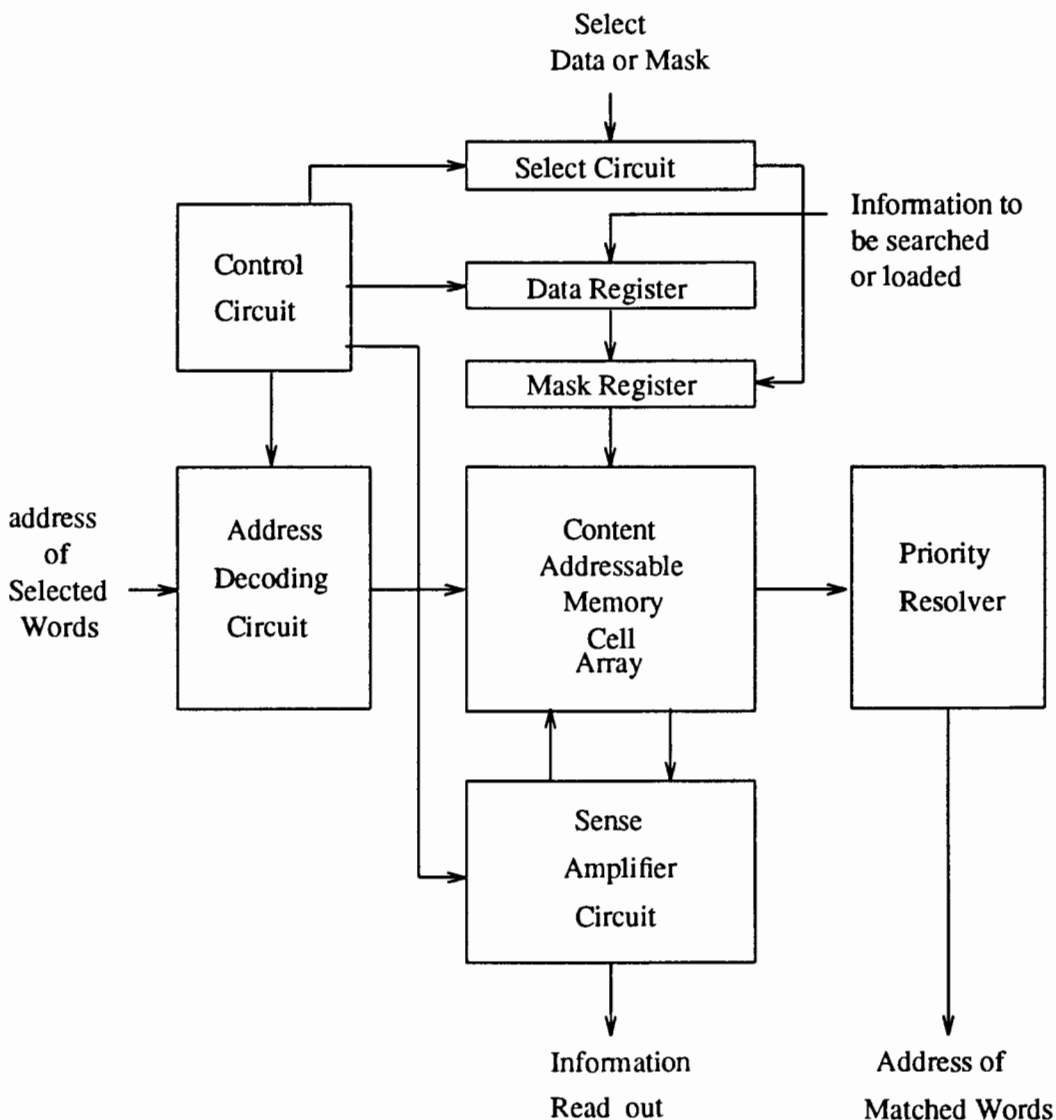 Select
Data or Mask
Select Circuit
Information to
be searched
or loaded
Control
Circuit
Data Register
Mask Register
address
of
Selected
Words
Address
Decoding
Circuit
Content
Addressable
Memory
Cell
Array
Priority
Resolver
Sense
Amplifier
Circuit
Information
Read out
Address of
Matched Words